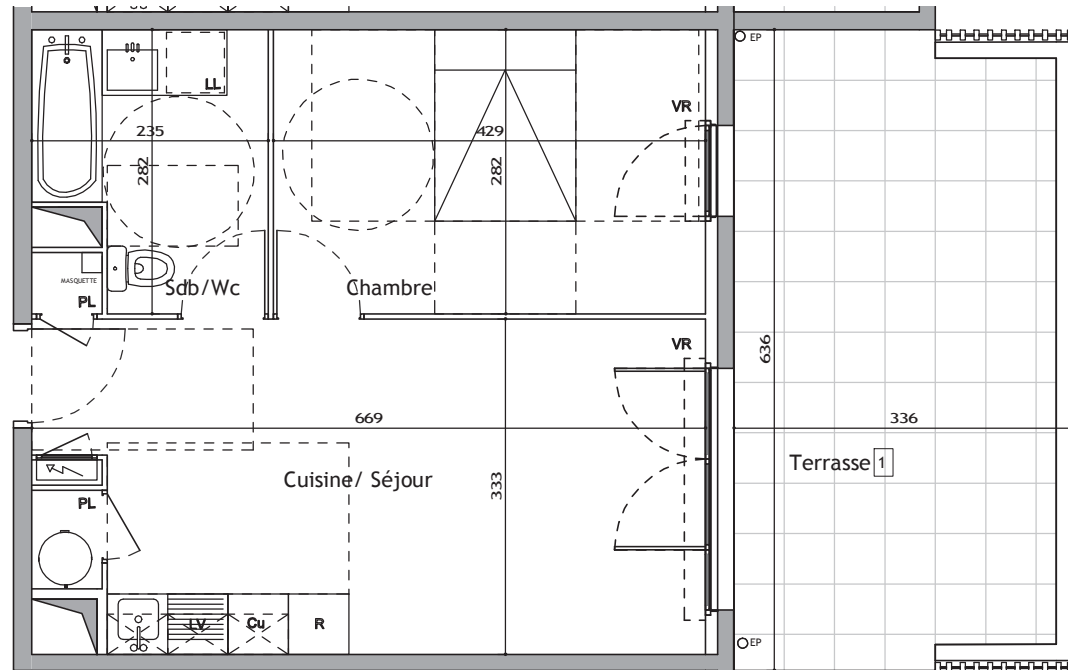 EP
LL
VR
235
429
282
282
MASQUETTE
Sdb/Wc
Chambre
PL
VR
636
669
336
Cuisine/ Séjour
333
Terrasse 1
PL
LV
Cu
R
EP